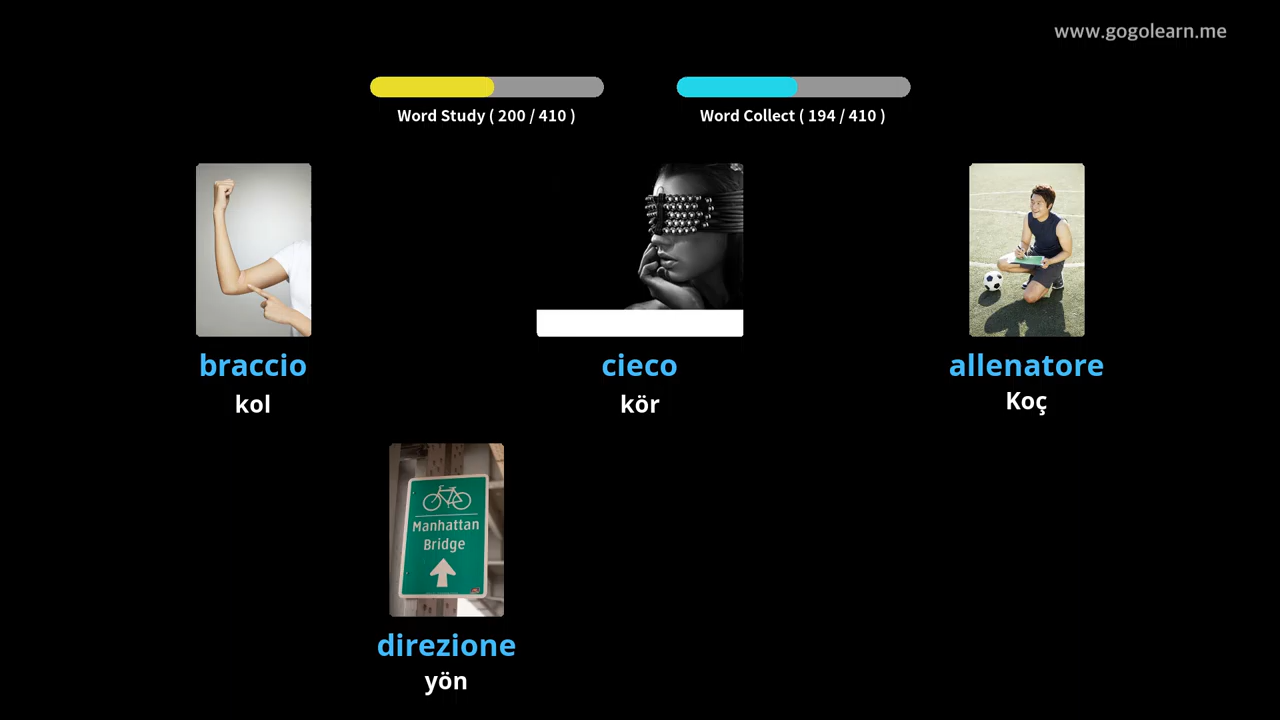 www.gogolearn.me
Word Study ( 200 / 410 )
Word Collect ( 194 / 410 )
braccio
kol
cieco
kör
allenatore
Koç
Manhattan
Bridge
direzione
yön